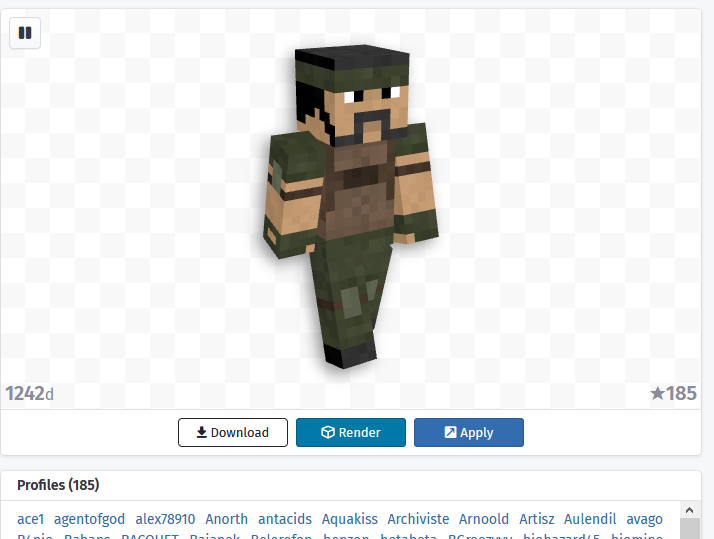 1242d
★185
Download Render Apply
Profiles (185)
ace1 agentofgod alex78910 Anorth antacids Aquakiss Archiviste Arnoold Artisz Aulendil avago